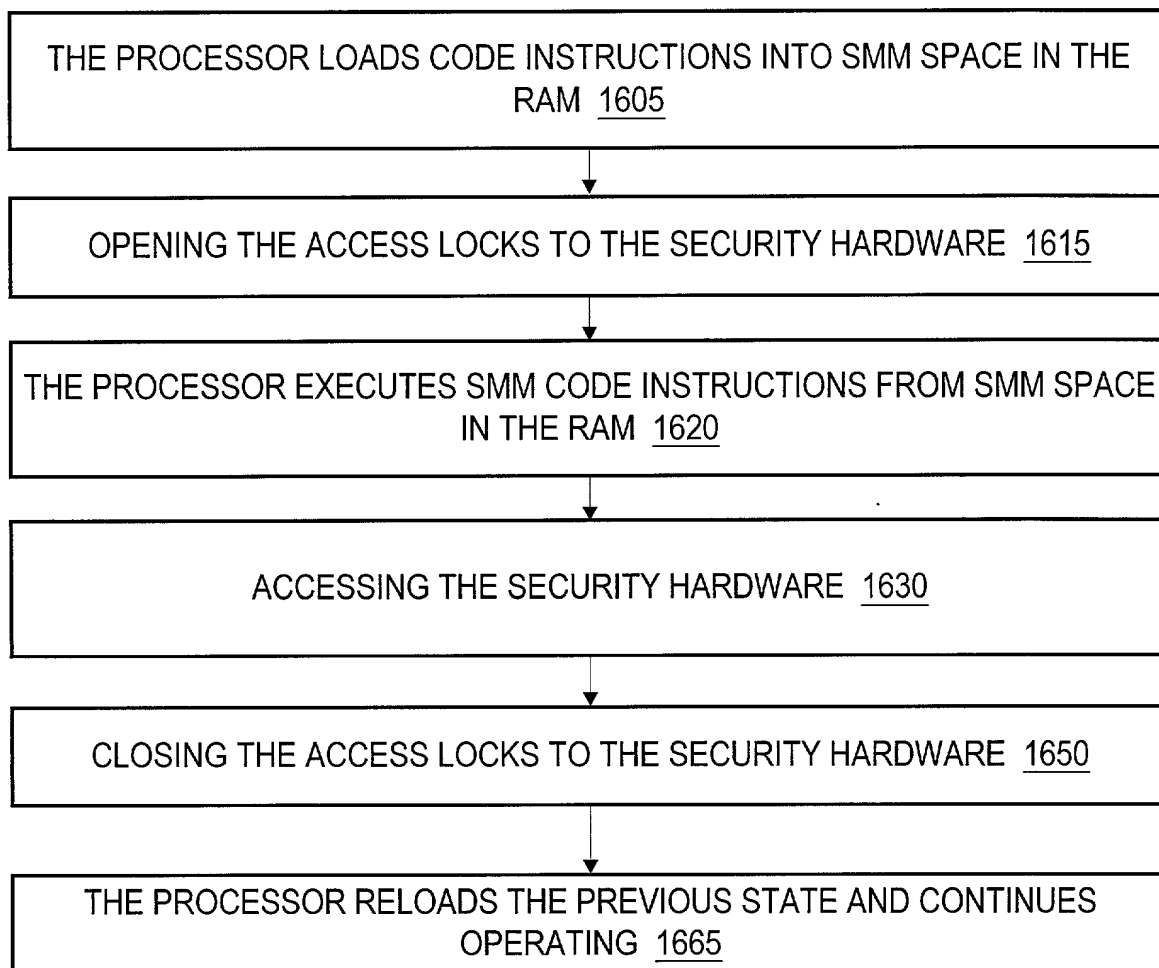 THE PROCESSOR LOADS CODE INSTRUCTIONS INTO SMM SPACE IN THE
RAM 1605
OPENING THE ACCESS LOCKS TO THE SECURITY HARDWARE 1615
THE PROCESSOR EXECUTES SMM CODE INSTRUCTIONS FROM SMM SPACE
IN THE RAM 1620
ACCESSING THE SECURITY HARDWARE 1630
CLOSING THE ACCESS LOCKS TO THE SECURITY HARDWARE 1650
THE PROCESSOR RELOADS THE PREVIOUS STATE AND CONTINUES
OPERATING 1665